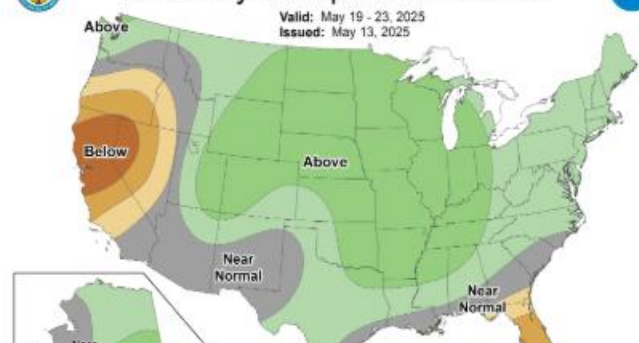 Valid: May 19 - 23, 2025
Issued: May 13, 2025
Above
Below
Above
Near
Normal
Near
Normal